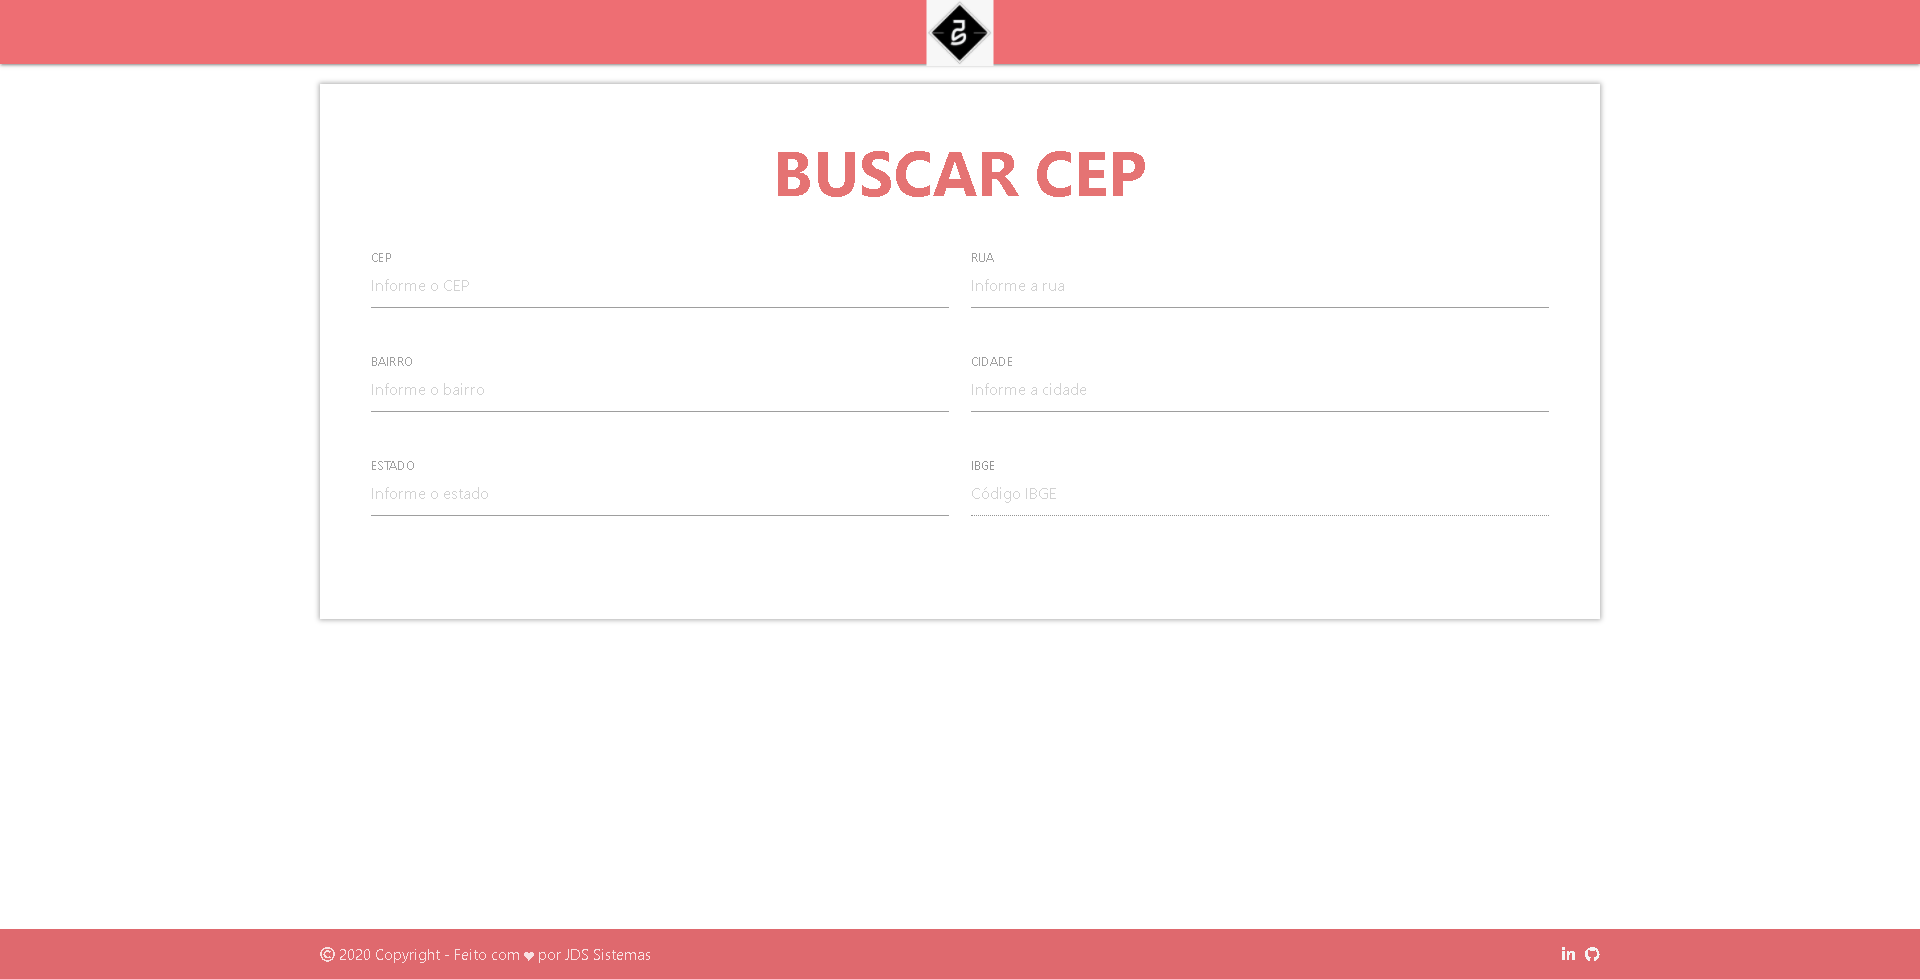 BUSCAR CEP
CEP
RUA
Informe o CEP
Informe a rua
BAIRRO
CIDADE
Informe o bairro
Informe a cidade
ESTADO
IBGE
Informe o estado
Código IBGE
© 2020 Copyright - Feito com ♥ por JDS Sistemas
in